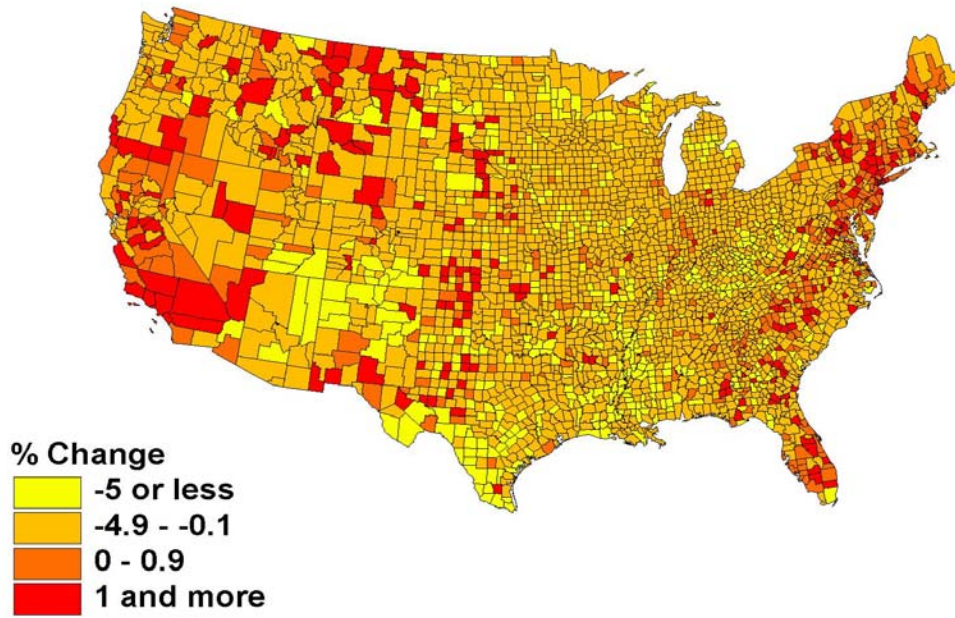 % Change
-5 or less
-4.9 - -0.1
0 - 0.9
1 and more